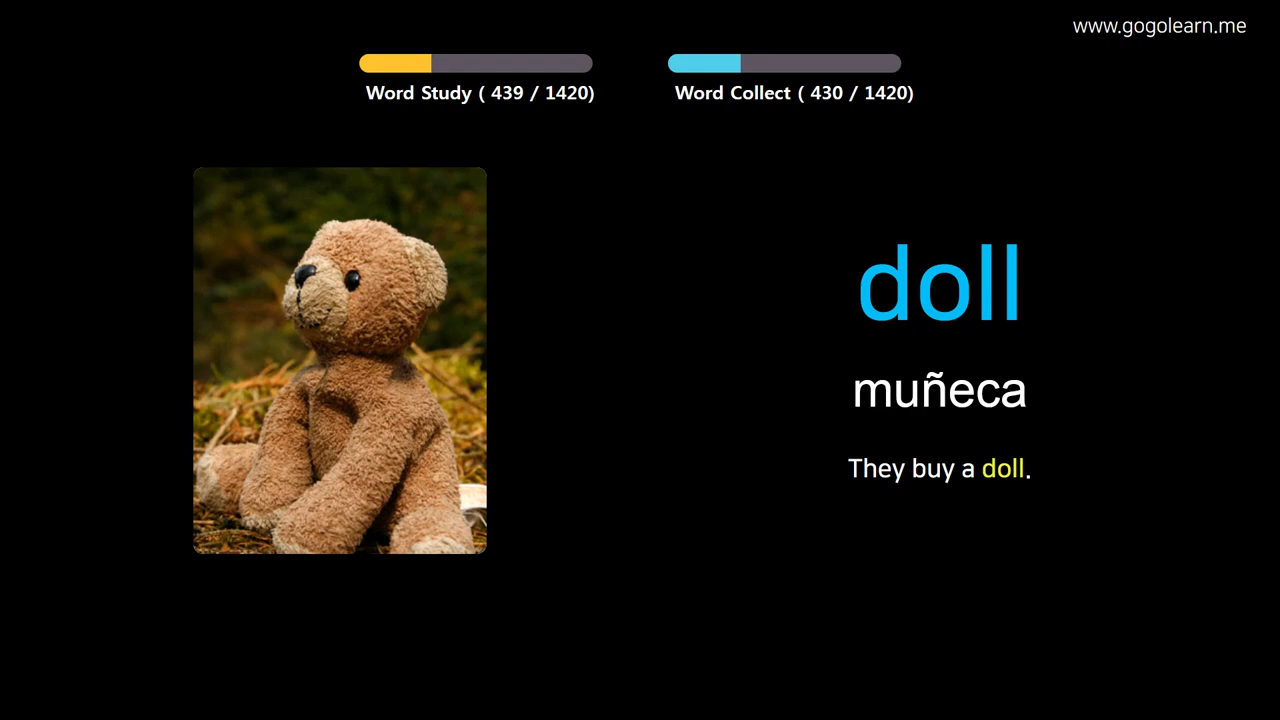 www.gogolearn.me
Word Study ( 439 / 1420)
Word Collect ( 430 / 1420)
doll
muñeca
They buy a doll.